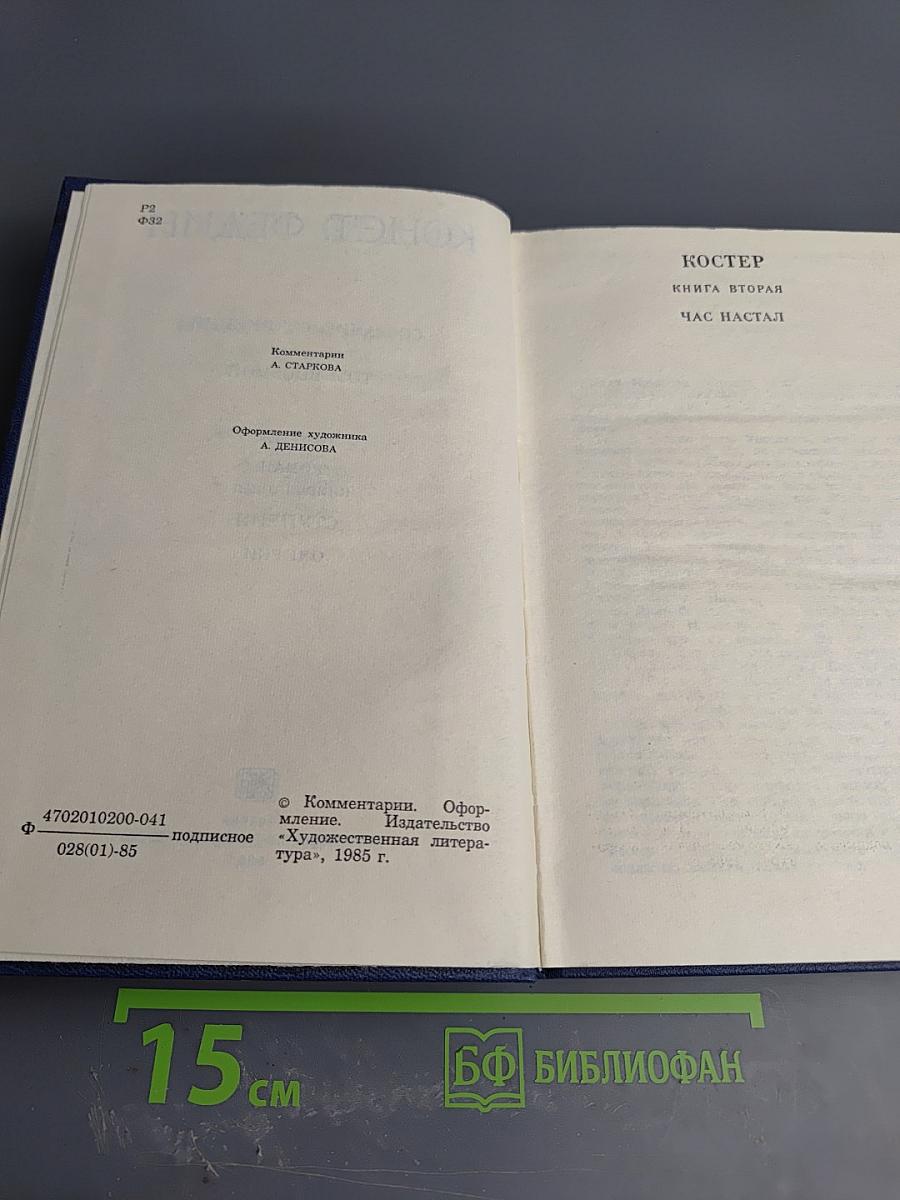 Р2
Ф32
Комментарии
А. СТАРКОВА
Оформление художника
А. ДЕНИСОВА
4702010200-041
Ф подписное
028(01)-85
© Комментарии. Офор-
мление. Издательство
«Художественная литера-
тура», 1985 г.
КОСТЕР
КНИГА ВТОРАЯ
ЧАС НАСТАЛ
15 см
БФ БИБЛИОФАН